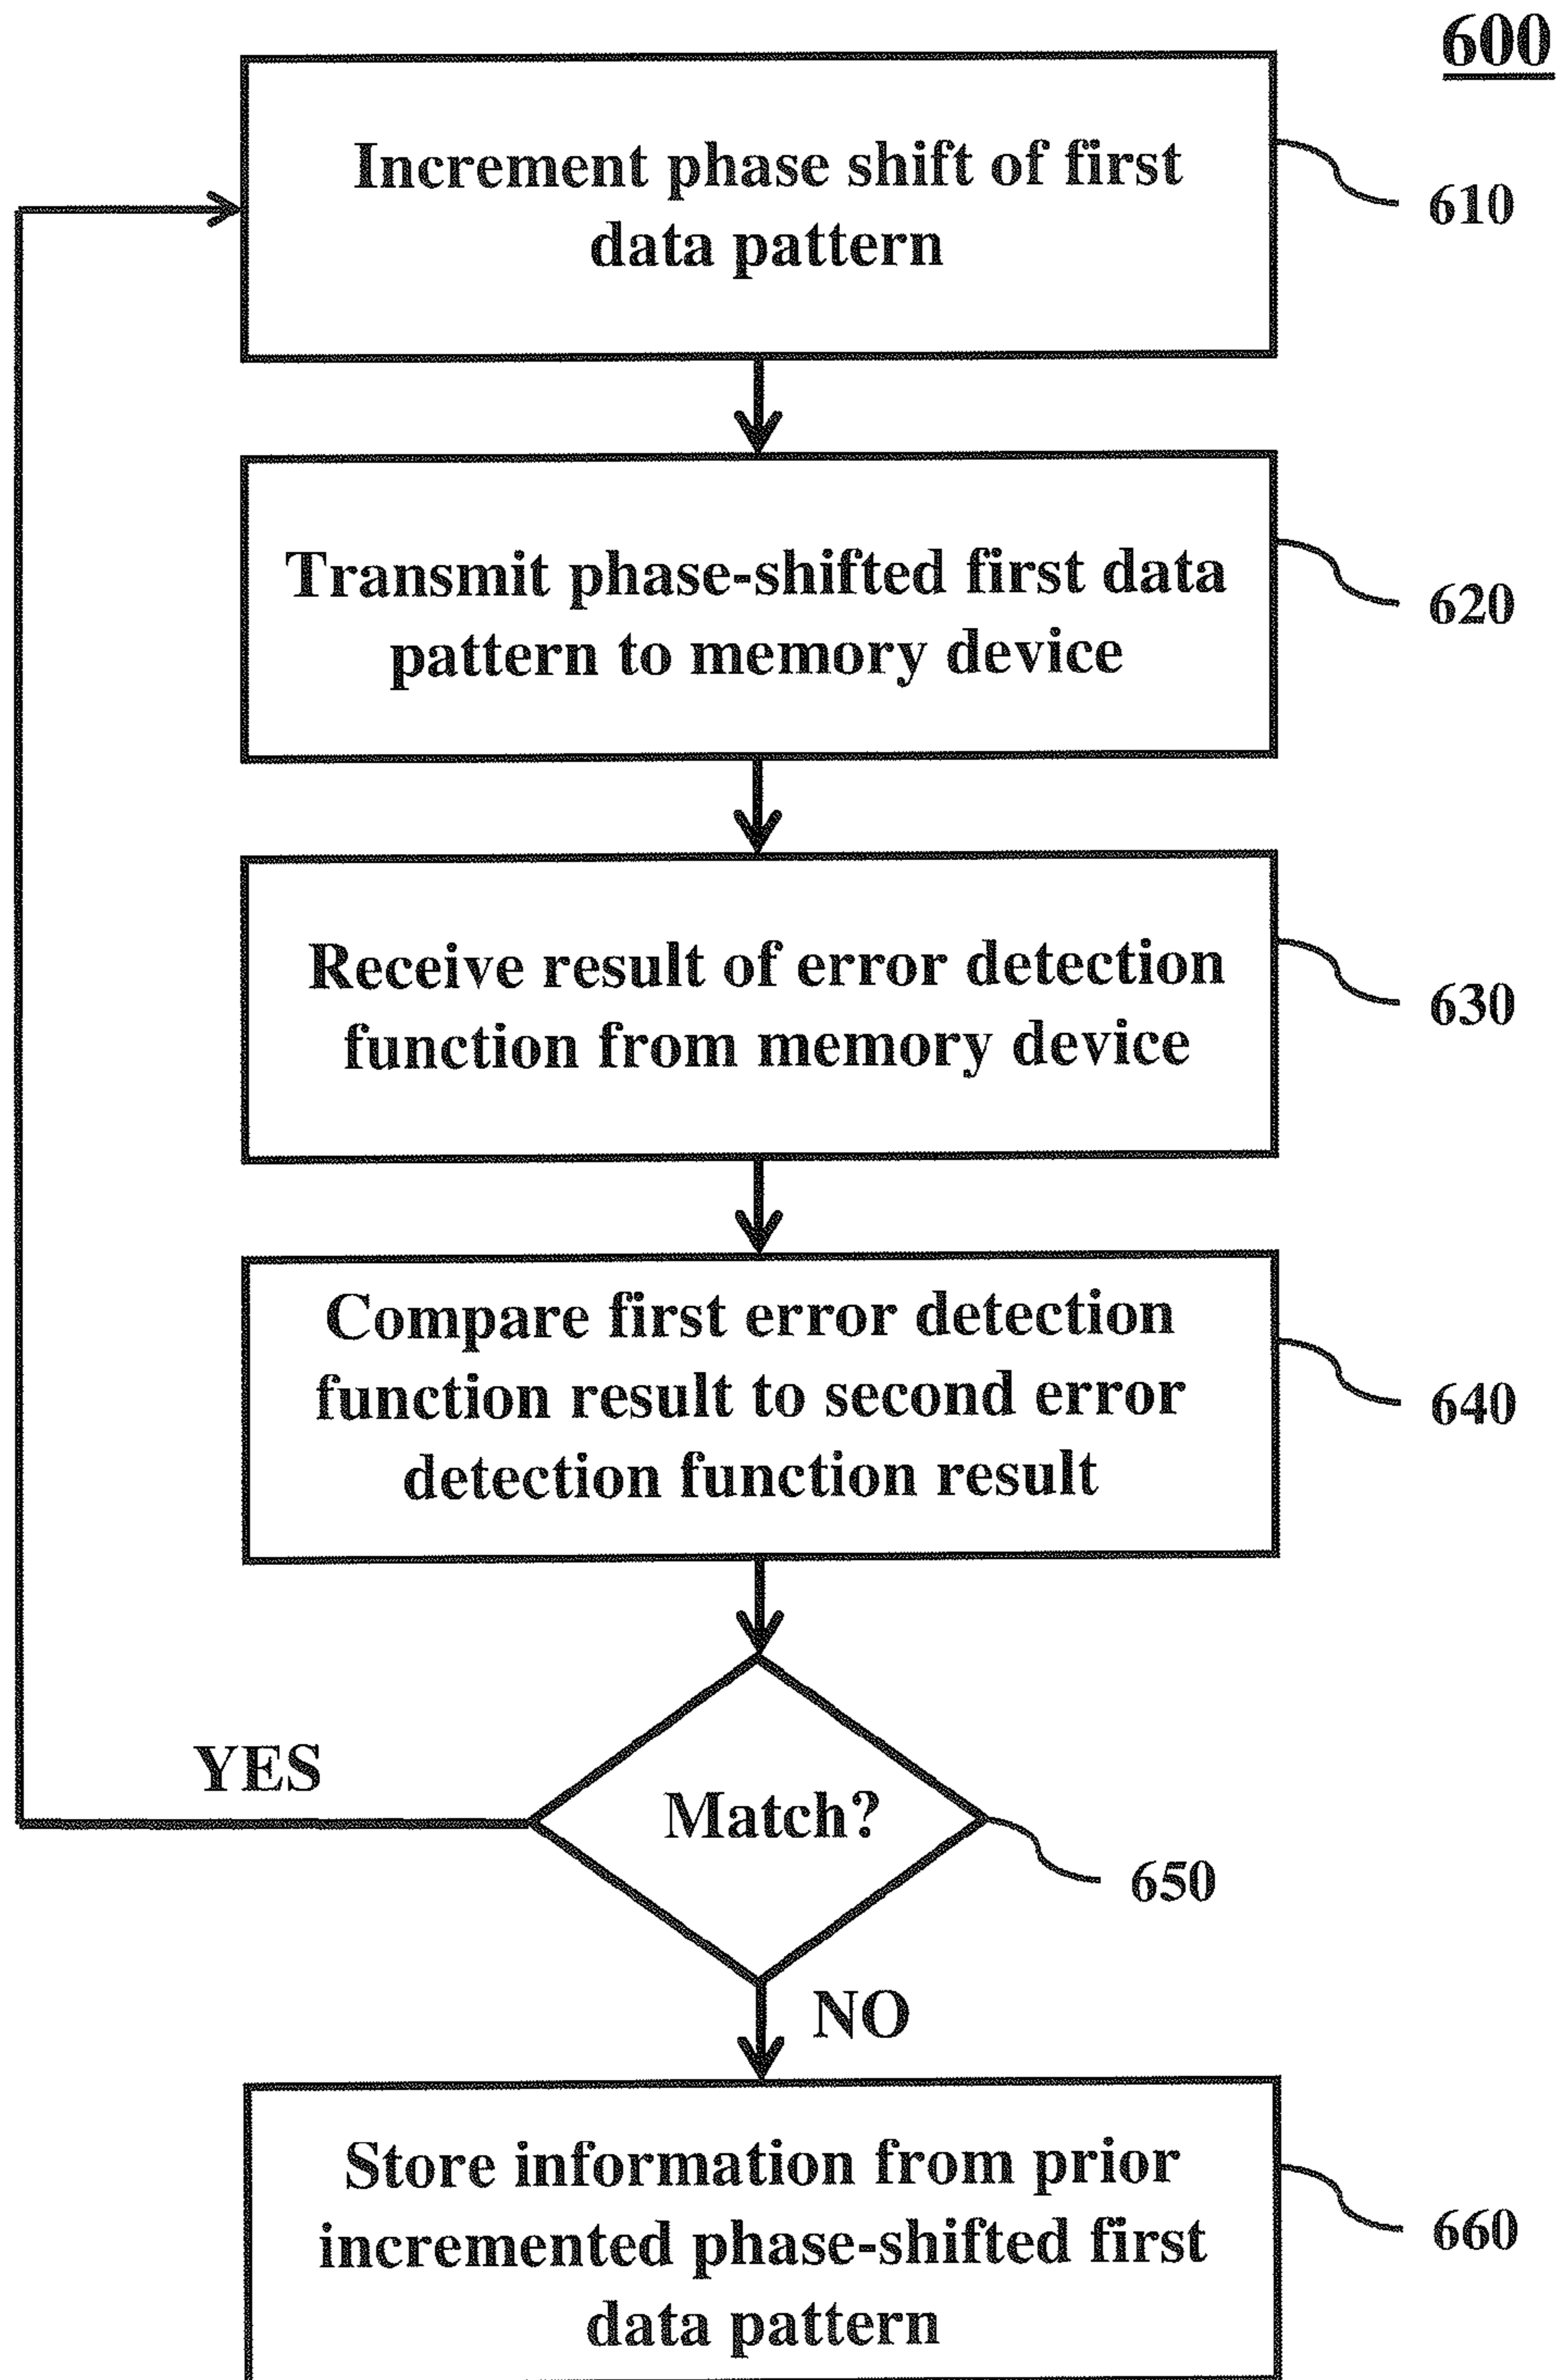 600
Increment phase shift of first
data pattern
610
Transmit phase-shifted first data
pattern to memory device
620
Receive result of error detection
function from memory device
630
Compare first error detection
function result to second error
detection function result
640
YES
Match?
650
NO
Store information from prior
incremented phase-shifted first
data pattern
660